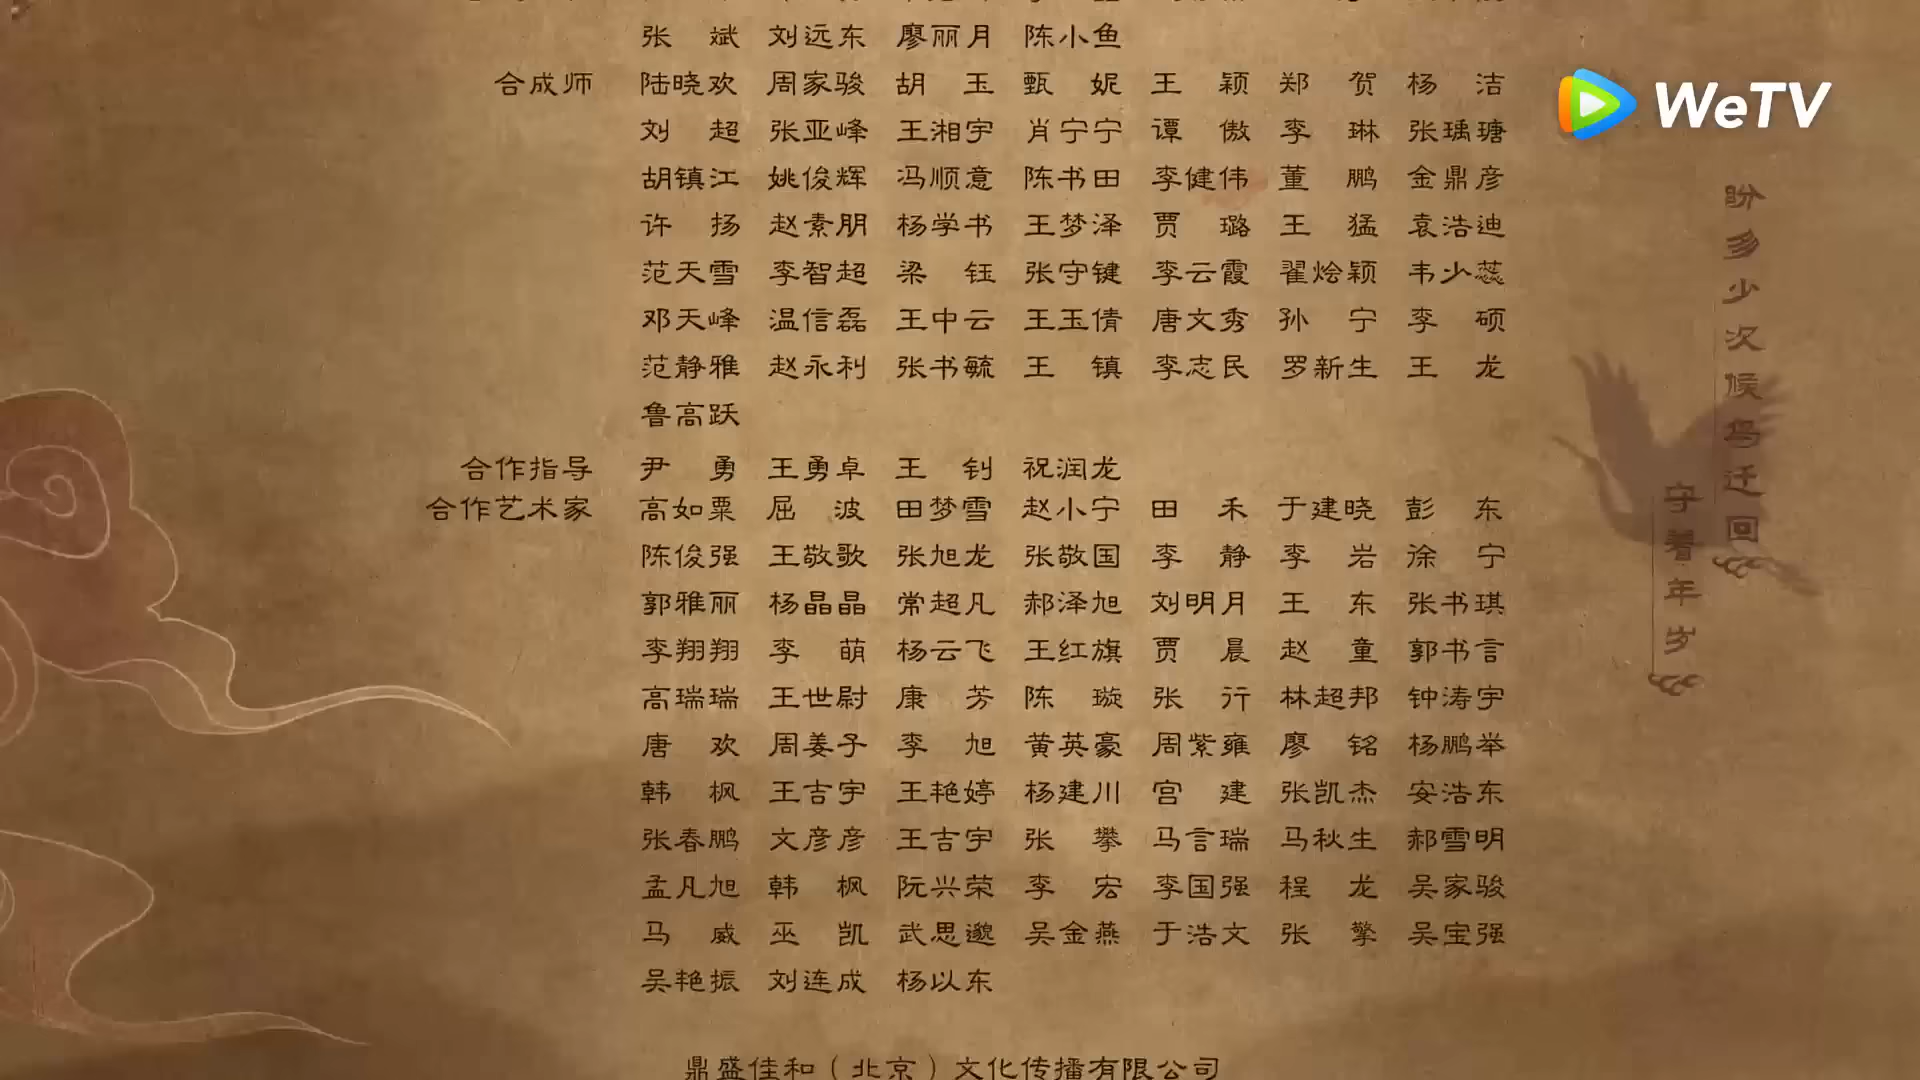 张斌 刘远东 廖丽月 陈小鱼
合成师 陆晓欢 周家骏 胡玉 甄妮 王颖 郑贺 杨洁
刘超 张亚峰 王湘宇 肖宁宁 谭傲 李琳 张瑀瑭
胡镇江 姚俊辉 冯顺意 陈书田 李健伟 董鹏 金鼎彦
许扬 赵素朋 杨学书 王梦泽 贾璐 王猛 袁浩迪
范天雪 李智超 梁钰 张守键 李云霞 翟烩颖 韦少蕊
邓天峰 温信磊 王中云 王玉倩 唐文秀 孙宁 李硕
范静雅 赵永利 张书毓 王镇 李志民 罗新生 王龙
鲁高跃
合作指导 尹勇 王勇卓 王钊 祝润龙
合作艺术家 高如粟 屈波 田梦雪 赵小宁 田禾 于建晓 彭东
陈俊强 王敬歌 张旭龙 张敬国 李静 李岩 徐宁
郭雅丽 杨晶晶 常超凡 郝泽旭 刘明月 王东 张书琪
李翔翔 李萌 杨云飞 王红旗 贾晨 赵童 郭书言
高瑞瑞 王世尉 康芳 陈璇 张行 林超邦 钟涛宇
唐欢 周姜子 李旭 黄英豪 周紫雍 廖铭 杨鹏举
韩枫 王吉宇 王艳婷 杨建川 宫建 张凯杰 安浩东
张春鹏 文彦彦 王吉宇 张攀 马言瑞 马秋生 郝雪明
孟凡旭 韩枫 阮兴荣 李宏 李国强 程龙 吴家骏
马威 巫凯 武思邈 吴金燕 于浩文 张擎 吴宝强
吴艳振 刘连成 杨以东
鼎盛佳和（北京）文化传播有限公司
WeTV
盼多少次候鸟迁回
守着年岁